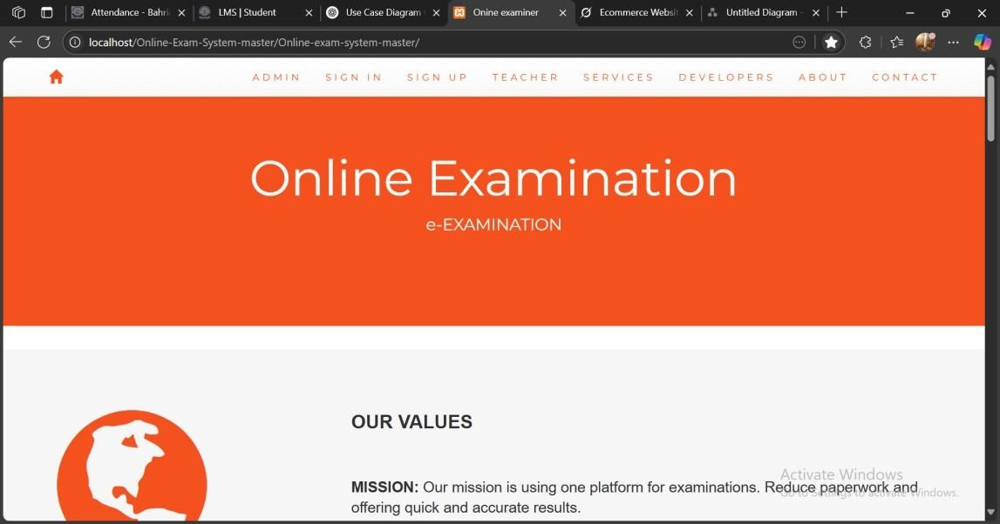 Attendance - Bahri
LMS | Student
Use Case Diagram
Onine examiner
Ecommerce Websit
Untitled Diagram -
localhost/Online-Exam-System-master/Online-exam-system-master/
ADMIN SIGN IN SIGN UP TEACHER SERVICES DEVELOPERS ABOUT CONTACT
Online Examination
e-EXAMINATION
OUR VALUES
MISSION: Our mission is using one platform for examinations. Reduce paperwork and
offering quick and accurate results.
Activate Windows
Go to Settings to activate Windows.